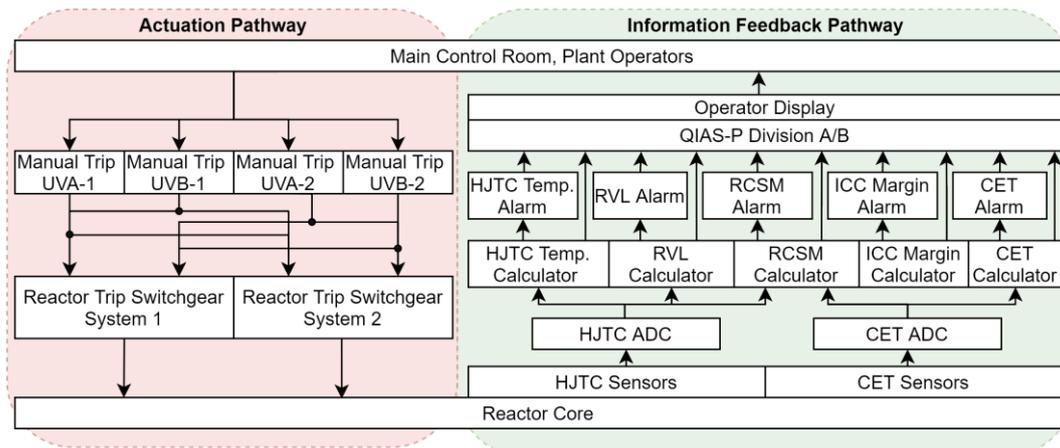 Actuation Pathway
Information Feedback Pathway
Main Control Room, Plant Operators
Operator Display
QIAS-P Division A/B
Manual Trip
UVA-1
Manual Trip
UVB-1
Manual Trip
UVA-2
Manual Trip
UVB-2
HJTC Temp.
Alarm
RVL Alarm
RCSM
Alarm
ICC Margin
Alarm
CET
Alarm
HJTC Temp.
Calculator
RVL
Calculator
RCSM
Calculator
ICC Margin
Calculator
CET
Calculator
Reactor Trip Switchgear
System 1
Reactor Trip Switchgear
System 2
HJTC ADC
CET ADC
HJTC Sensors
CET Sensors
Reactor Core